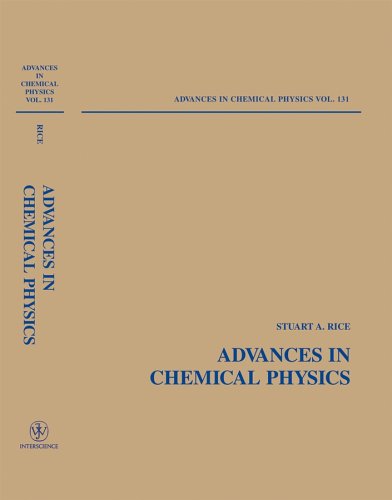 ADVANCES
IN
CHEMICAL
PHYSICS
VOL. 131
RICE
ADVANCES IN
CHEMICAL PHYSICS
INTERSCIENCE
ADVANCES IN CHEMICAL PHYSICS VOL. 131
STUART A. RICE
ADVANCES IN
CHEMICAL PHYSICS